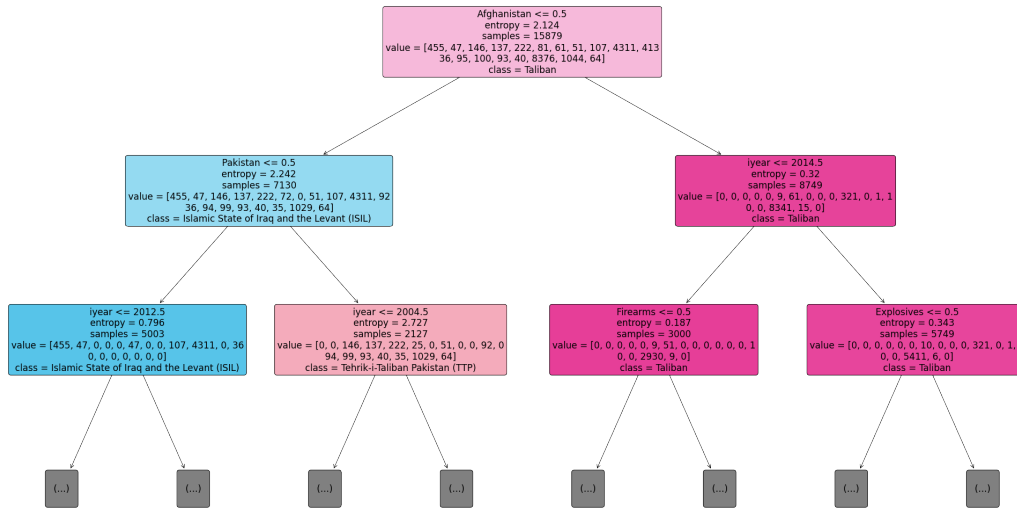 Afghanistan <= 0.5
entropy = 2.124
samples = 15879
value = [455, 47, 146, 137, 222, 81, 61, 51, 107, 4311, 413
36, 95, 100, 93, 40, 8376, 1044, 64]
class = Taliban
Pakistan <= 0.5
entropy = 2.242
samples = 7130
value = [455, 47, 146, 137, 222, 72, 0, 51, 107, 4311, 92
36, 94, 99, 93, 40, 35, 1029, 64]
class = Islamic State of Iraq and the Levant (ISIL)
iyear <= 2014.5
entropy = 0.32
samples = 8749
value = [0, 0, 0, 0, 0, 9, 61, 0, 0, 0, 321, 0, 1, 1
0, 0, 8341, 15, 0]
class = Taliban
iyear <= 2012.5
entropy = 0.796
samples = 5003
value = [455, 47, 0, 0, 0, 47, 0, 0, 107, 4311, 0, 36
0, 0, 0, 0, 0, 0, 0]
class = Islamic State of Iraq and the Levant (ISIL)
iyear <= 2004.5
entropy = 2.727
samples = 2127
value = [0, 0, 146, 137, 222, 25, 0, 51, 0, 0, 92, 0
94, 99, 93, 40, 35, 1029, 64]
class = Tehrik-i-Taliban Pakistan (TTP)
Firearms <= 0.5
entropy = 0.187
samples = 3000
value = [0, 0, 0, 0, 0, 9, 51, 0, 0, 0, 0, 0, 0, 1
0, 0, 2930, 9, 0]
class = Taliban
Explosives <= 0.5
entropy = 0.343
samples = 5749
value = [0, 0, 0, 0, 0, 0, 10, 0, 0, 0, 321, 0, 1,
0, 0, 5411, 6, 0]
class = Taliban
(...)
(...)
(...)
(...)
(...)
(...)
(...)
(...)